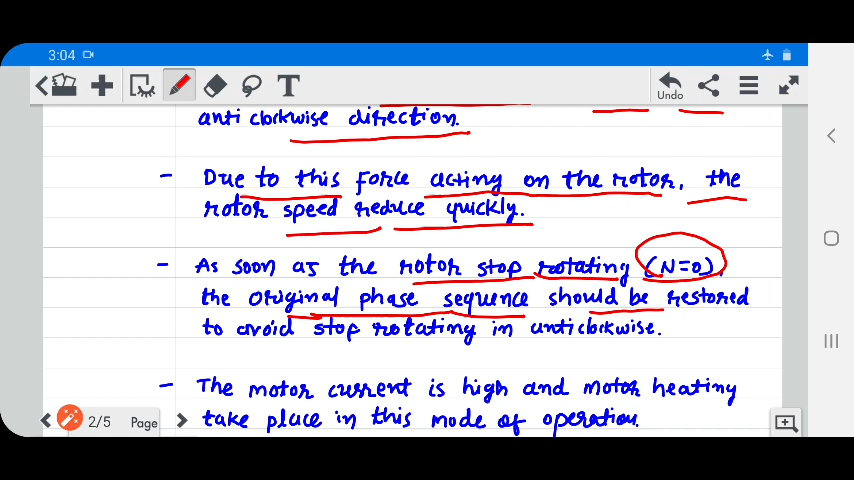 3:04
T
Undo
anti clockwise direction.
- Due to this force acting on the rotor, the
rotor speed reduce quickly.
- As soon as the rotor stop rotating (N=0),
the original phase sequence should be restored
to avoid stop rotating in anticlockwise.
- The motor current is high and motor heating
take place in this mode of operation.
2/5 Page